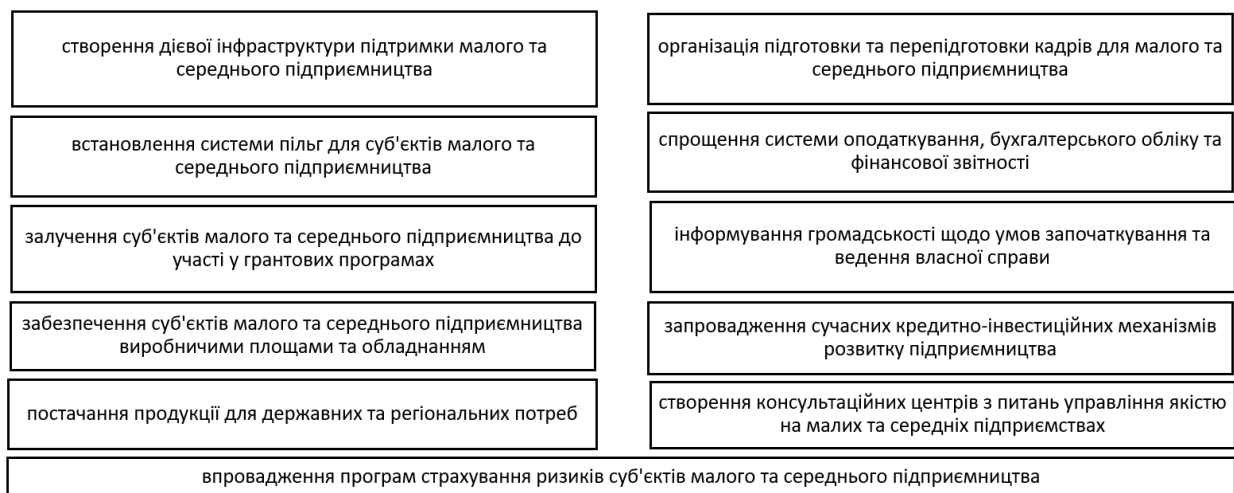 створення дієвої інфраструктури підтримки малого та
середнього підприємництва
організація підготовки та перепідготовки кадрів для малого та
середнього підприємництва
встановлення системи пільг для суб'єктів малого та
середнього підприємництва
спрощення системи оподаткування, бухгалтерського обліку та
фінансової звітності
залучення суб'єктів малого та середнього підприємництва до
участі у грантових програмах
інформування громадськості щодо умов започаткування та
ведення власної справи
забезпечення суб'єктів малого та середнього підприємництва
виробничими площами та обладнанням
запровадження сучасних кредитно-інвестиційних механізмів
розвитку підприємництва
постачання продукції для державних та регіональних потреб
створення консультаційних центрів з питань управління якістю
на малих та середніх підприємствах
впровадження програм страхування ризиків суб'єктів малого та середнього підприємництва